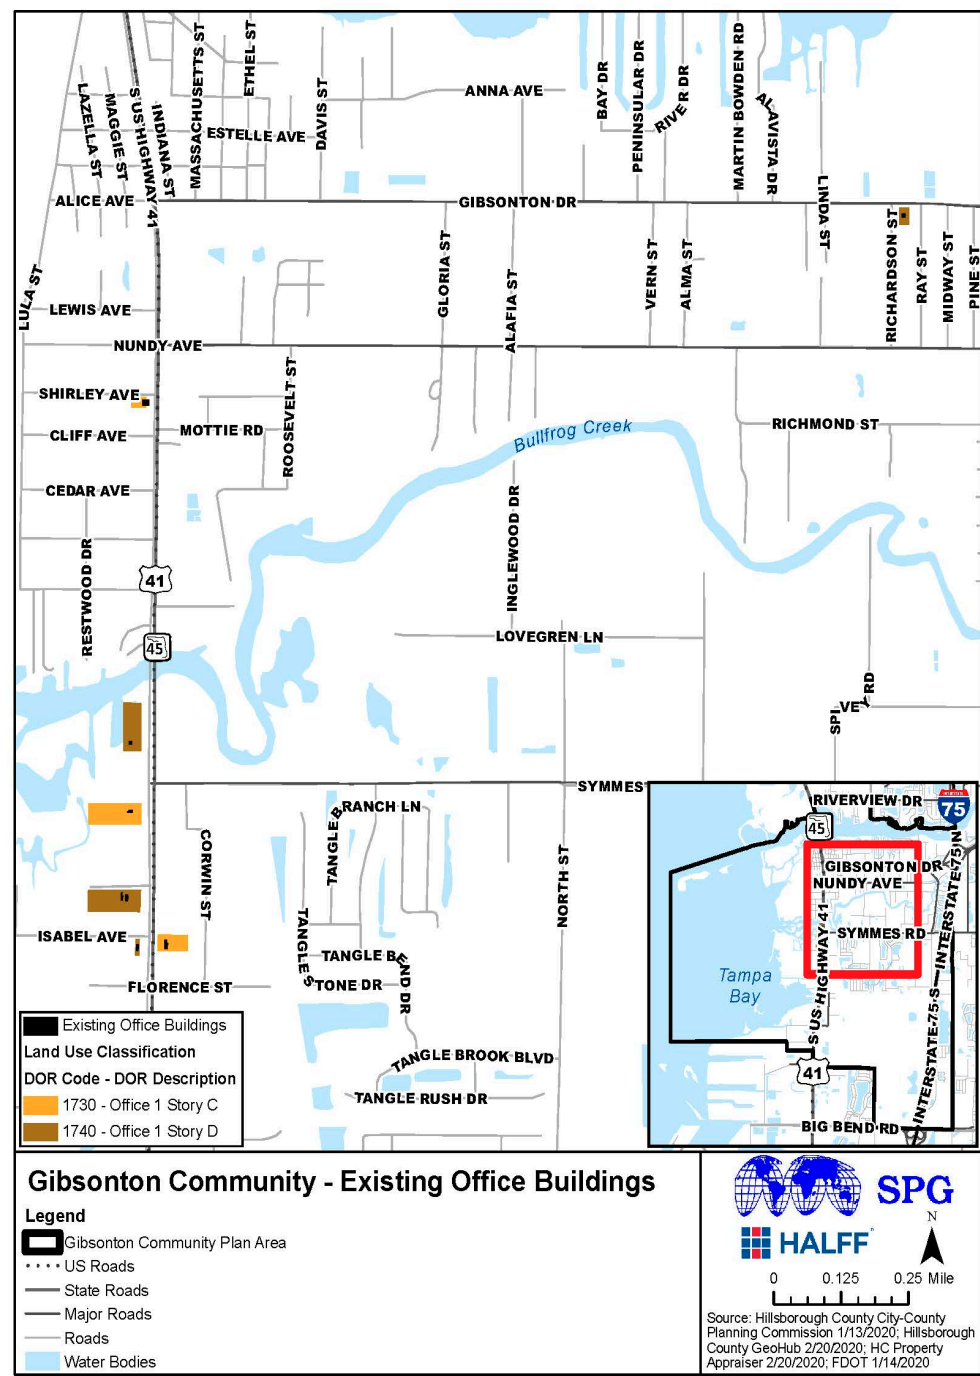 MASSACHUSETTS ST
ETHEL ST
LAZELLA ST
MAGGIE ST
S US HIGHWAY 41
INDIANA ST
ESTELLE AVE
DAVIS ST
ANNA AVE
BAY DR
PENINSULAR DR
RIVER DR
MARTIN BOWDEN RD
ALAVISTA DR
ALICE AVE
GIBSONTON DR
LINDA ST
RICHARDSON ST
RAY ST
MIDWAY ST
PINE ST
LULA ST
LEWIS AVE
GLORIA ST
ALAFIA ST
VERN ST
ALMA ST
NUNDY AVE
SHIRLEY AVE
ROOSEVELT ST
CLIFF AVE
MOTTIE RD
Bullfrog Creek
RICHMOND ST
CEDAR AVE
INGLEWOOD DR
RESTWOOD DR
41
45
LOVEGREN LN
SPIVEY RD
SYMMES
RANCH LN
TANGLE B
CORWIN ST
NORTH ST
ISABEL AVE
TANGLE S
TANGLE BEND DR
TONE DR
FLORENCE ST
TANGLE BROOK BLVD
TANGLE RUSH DR
RIVERVIEW DR
45
75
GIBSONTON DR
NUNDY AVE
S US HIGHWAY 41
SYMMES RD
INTERSTATE 75 N
INTERSTATE 75 S
Tampa
Bay
41
BIG BEND RD
Existing Office Buildings
Land Use Classification
DOR Code - DOR Description
1730 - Office 1 Story C
1740 - Office 1 Story D
Gibsonton Community - Existing Office Buildings
Legend
Gibsonton Community Plan Area
US Roads
State Roads
Major Roads
Roads
Water Bodies
SPG
HALFF
N
0 0.125 0.25 Mile
Source: Hillsborough County City-County
Planning Commission 1/13/2020; Hillsborough
County GeoHub 2/20/2020; HC Property
Appraiser 2/20/2020; FDOT 1/14/2020